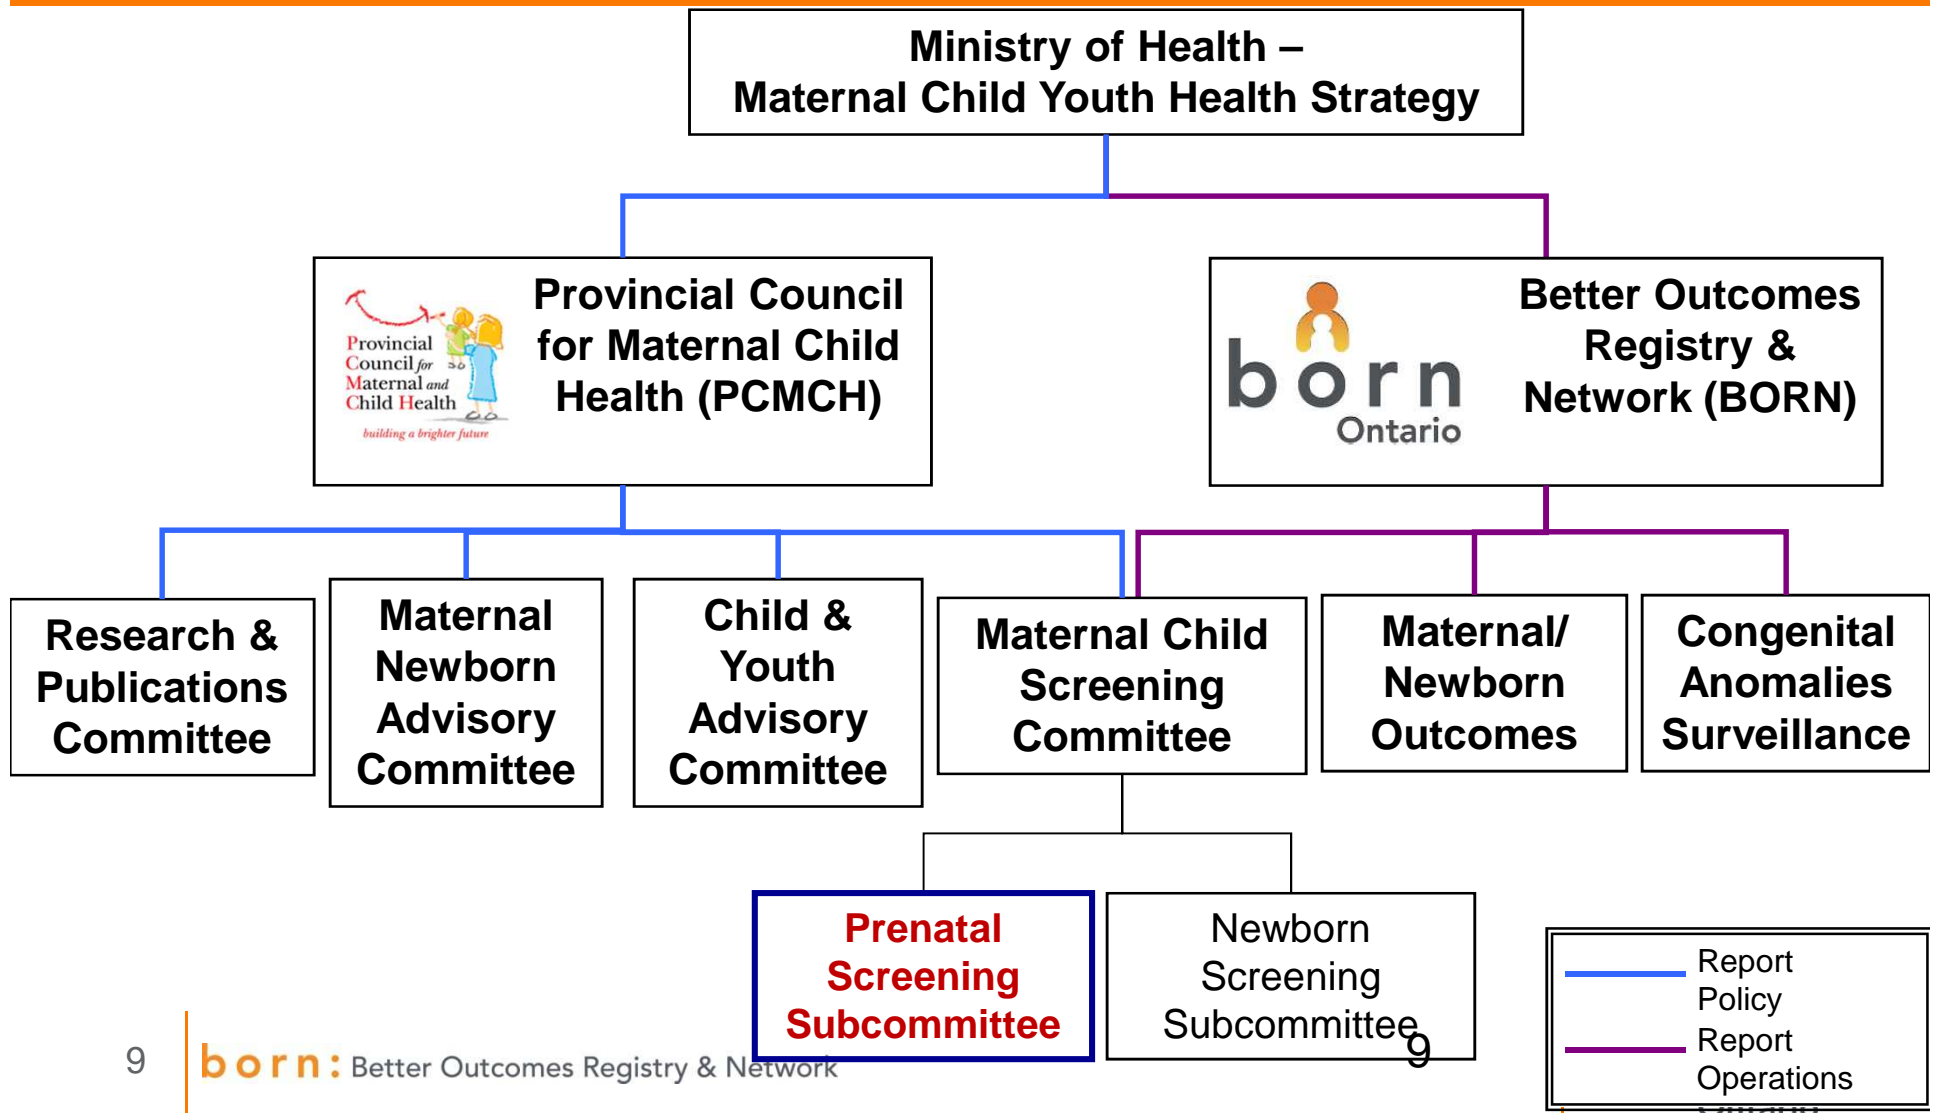 Ministry of Health –
Maternal Child Youth Health Strategy
Provincial
Council for
Maternal and
Child Health
building a brighter future
Provincial Council
for Maternal Child
Health (PCMCH)
born
Ontario
Better Outcomes
Registry &
Network (BORN)
Research &
Publications
Committee
Maternal
Newborn
Advisory
Committee
Child &
Youth
Advisory
Committee
Maternal Child
Screening
Committee
Maternal/
Newborn
Outcomes
Congenital
Anomalies
Surveillance
Prenatal
Screening
Subcommittee
Newborn
Screening
Subcommittee
9
Report
Policy
Report
Operations
9
born: Better Outcomes Registry & Network